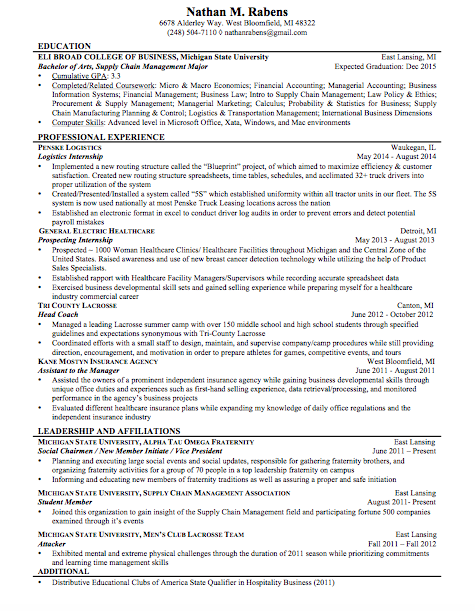 Nathan M. Rabens
6678 Alderley Way. West Bloomfield, MI 48322
(248) 504-7110 ◊ nathanrabens@gmail.com
EDUCATION
ELI BROAD COLLEGE OF BUSINESS, Michigan State University East Lansing, MI
Bachelor of Arts, Supply Chain Management Major Expected Graduation: Dec 2015
• Cumulative GPA: 3.3
• Completed/Related Coursework: Micro & Macro Economics; Financial Accounting; Managerial Accounting; Business
Information Systems; Financial Management; Business Law; Intro to Supply Chain Management; Law Policy & Ethics;
Procurement & Supply Management; Managerial Marketing; Calculus; Probability & Statistics for Business; Supply
Chain Manufacturing Planning & Control; Logistics & Transportation Management; International Business Dimensions
• Computer Skills: Advanced level in Microsoft Office, Xata, Windows, and Mac environments
PROFESSIONAL EXPERIENCE
PENSKE LOGISTICS Waukegan, IL
Logistics Internship May 2014 - August 2014
• Implemented a new routing structure called the “Blueprint” project, of which aimed to maximize efficiency & customer
satisfaction. Created new routing structure spreadsheets, time tables, schedules, and acclimated 32+ truck drivers into
proper utilization of the system
• Created/Presented/Installed a system called “5S” which established uniformity within all tractor units in our fleet. The 5S
system is now used nationally at most Penske Truck Leasing locations across the nation
• Established an electronic format in excel to conduct driver log audits in order to prevent errors and detect potential
payroll mistakes
GENERAL ELECTRIC HEALTHCARE Detroit, MI
Prospecting Internship May 2013 - August 2013
• Prospected ~ 1000 Woman Healthcare Clinics/ Healthcare Facilities throughout Michigan and the Central Zone of the
United States. Raised awareness and use of new breast cancer detection technology while utilizing the help of Product
Sales Specialists.
• Established rapport with Healthcare Facility Managers/Supervisors while recording accurate spreadsheet data
• Exercised business developmental skill sets and gained selling experience while preparing myself for a healthcare
industry commercial career
TRI COUNTY LACROSSE Canton, MI
Head Coach June 2012 - October 2012
• Managed a leading Lacrosse summer camp with over 150 middle school and high school students through specified
guidelines and expectations synonymous with Tri-County Lacrosse
• Coordinated efforts with a small staff to design, maintain, and supervise company/camp procedures while still providing
direction, encouragement, and motivation in order to prepare athletes for games, competitive events, and tours
KANE MOSTYN INSURANCE AGENCY West Bloomfield, MI
Assistant to the Manager June 2011 - August 2011
• Assisted the owners of a prominent independent insurance agency while gaining business developmental skills through
unique office duties and experiences such as first-hand selling experience, data retrieval/processing, and monitored
performance in the agency’s business projects
• Evaluated different healthcare insurance plans while expanding my knowledge of daily office regulations and the
independent insurance industry
LEADERSHIP AND AFFILIATIONS
MICHIGAN STATE UNIVERSITY, ALPHA TAU OMEGA FRATERNITY East Lansing
Social Chairmen / New Member Initiate / Vice President June 2011 – Present
• Planning and executing large social events and social updates, responsible for gathering fraternity brothers, and
organizing fraternity activities for a group of 70 people in a top leadership fraternity on campus
• Informing and educating new members of fraternity traditions as well as assuring a proper and safe initiation
MICHIGAN STATE UNIVERSITY, SUPPLY CHAIN MANAGEMENT ASSOCIATION East Lansing
Student Member August 2011- Present
• Joined this organization to gain insight of the Supply Chain Management field and participating fortune 500 companies
examined through it’s events
MICHIGAN STATE UNIVERSITY, MEN’S CLUB LACROSSE TEAM East Lansing
Attacker Fall 2011 - Fall 2012
• Exhibited mental and extreme physical challenges through the duration of 2011 season while prioritizing commitments
and learning time management skills
ADDITIONAL
• Distributive Educational Clubs of America State Qualifier in Hospitality Business (2011)